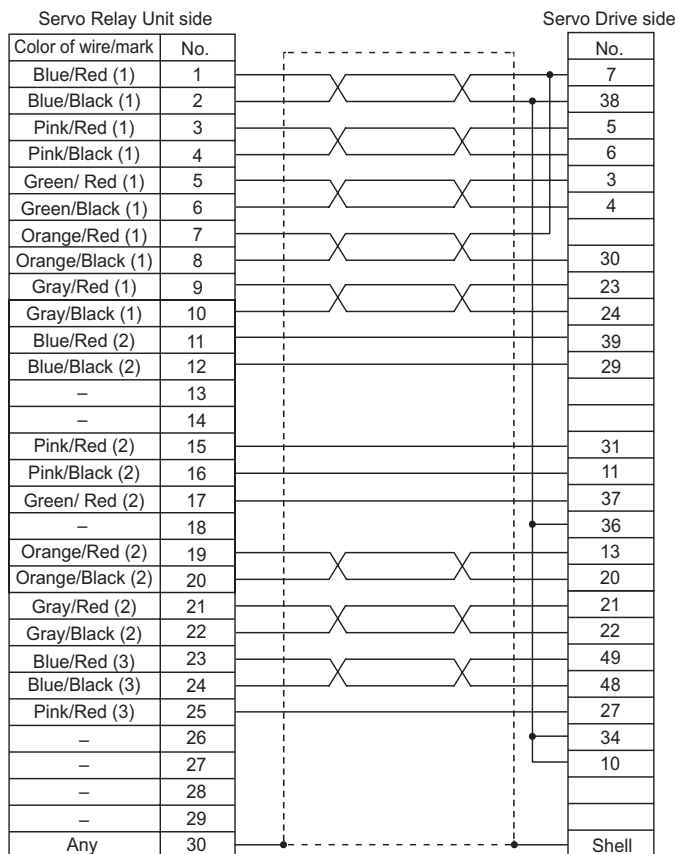 Servo Relay Unit side Servo Drive side
Color of wire/mark No. No.
Blue/Red (1) 1 7
Blue/Black (1) 2 38
Pink/Red (1) 3 5
Pink/Black (1) 4 6
Green/ Red (1) 5 3
Green/Black (1) 6 4
Orange/Red (1) 7
Orange/Black (1) 8 30
Gray/Red (1) 9 23
Gray/Black (1) 10 24
Blue/Red (2) 11 39
Blue/Black (2) 12 29
– 13
– 14
Pink/Red (2) 15 31
Pink/Black (2) 16 11
Green/ Red (2) 17 37
– 18 36
Orange/Red (2) 19 13
Orange/Black (2) 20 20
Gray/Red (2) 21 21
Gray/Black (2) 22 22
Blue/Red (3) 23 49
Blue/Black (3) 24 48
Pink/Red (3) 25 27
– 26 34
– 27 10
– 28
– 29
Any 30 Shell